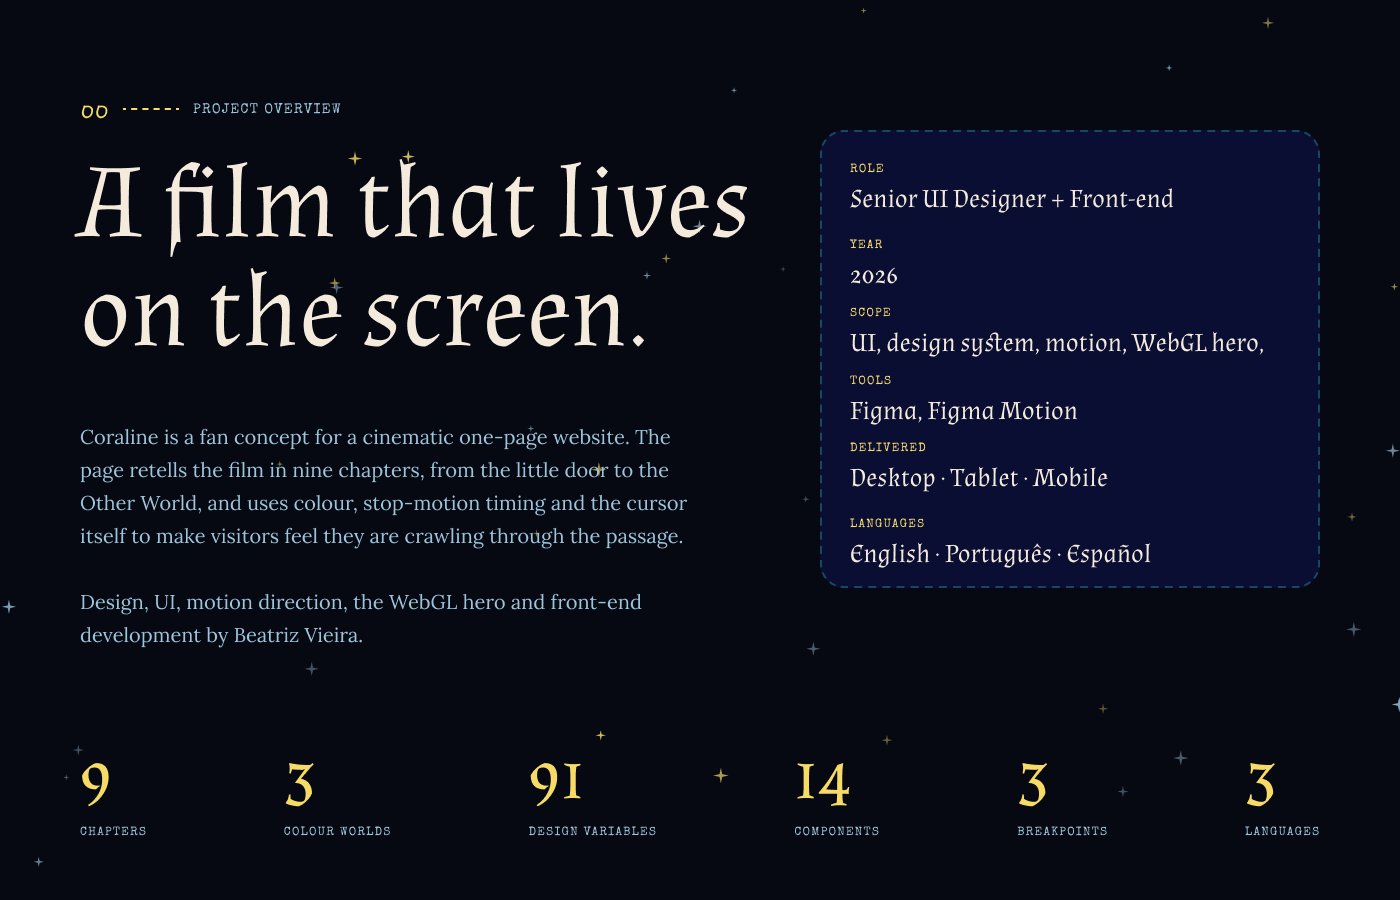 00 PROJECT OVERVIEW
A film that lives
on the screen.
Coraline is a fan concept for a cinematic one-page website. The
page retells the film in nine chapters, from the little door to the
Other World, and uses colour, stop-motion timing and the cursor
itself to make visitors feel they are crawling through the passage.
Design, UI, motion direction, the WebGL hero and front-end
development by Beatriz Vieira.
ROLE
Senior UI Designer + Front-end
YEAR
2026
SCOPE
UI, design system, motion, WebGL hero,
TOOLS
Figma, Figma Motion
DELIVERED
Desktop · Tablet · Mobile
LANGUAGES
English · Português · Español
9
CHAPTERS
3
COLOUR WORLDS
91
DESIGN VARIABLES
14
COMPONENTS
3
BREAKPOINTS
3
LANGUAGES